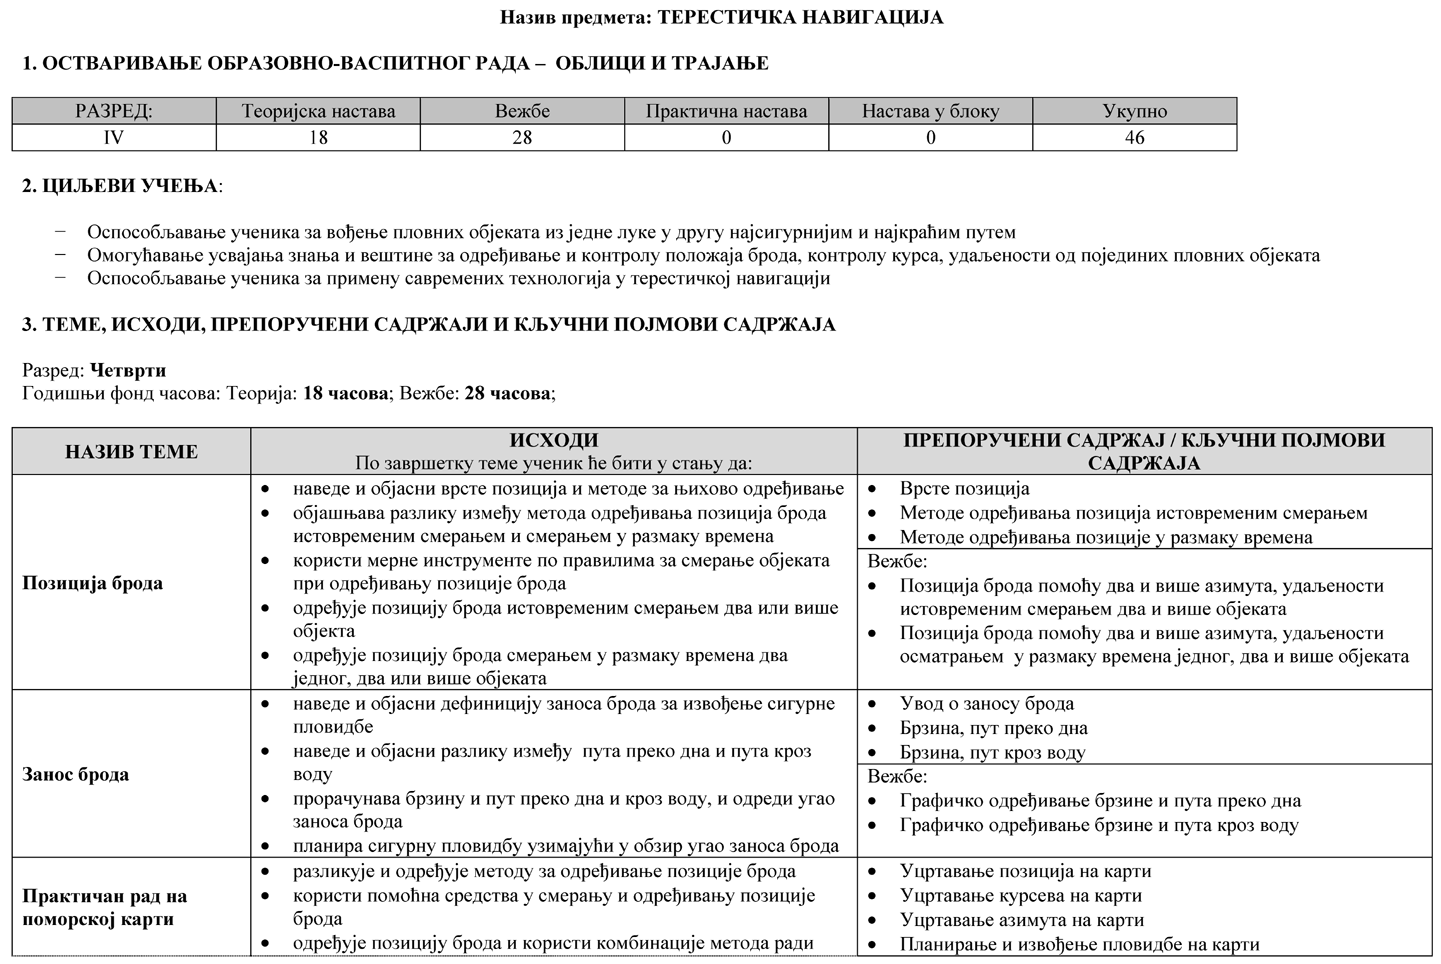 Назив предмета: ТЕРЕСТИЧКА НАВИГАЦИЈА
1. ОСТВАРИВАЊЕ ОБРАЗОВНО-ВАСПИТНОГ РАДА – ОБЛИЦИ И ТРАЈАЊЕ
РАЗРЕД: Теоријска настава Вежбе Практична настава Настава у блоку Укупно
IV 18 28 0 0 46
2. ЦИЉЕВИ УЧЕЊА:
− Оспособљавање ученика за вођење пловних објеката из једне луке у другу најсигурнијим и најкраћим путем
− Омогућавање усвајања знања и вештине за одређивање и контролу положаја брода, контролу курса, удаљености од појединих пловних објеката
− Оспособљавање ученика за примену савремених технологија у терестичкој навигацији
3. ТЕМЕ, ИСХОДИ, ПРЕПОРУЧЕНИ САДРЖАЈИ И КЉУЧНИ ПОЈМОВИ САДРЖАЈА
Разред: Четврти
Годишњи фонд часова: Теорија: 18 часова; Вежбе: 28 часова;
НАЗИВ ТЕМЕ
ИСХОДИ
По завршетку теме ученик ће бити у стању да:
ПРЕПОРУЧЕНИ САДРЖАЈ / КЉУЧНИ ПОЈМОВИ
САДРЖАЈА
Позиција брода
• наведе и објасни врсте позиција и методе за њихово одређивање
• објашњава разлику између метода одређивања позиција брода
истовременим смерањем и смерањем у размаку времена
• користи мерне инструменте по правилима за смерање објеката
при одређивању позиције брода
• одређује позицију брода истовременим смерањем два или више
објекта
• одређује позицију брода смерањем у размаку времена два
једног, два или више објеката
• Врсте позиција
• Методе одређивања позиција истовременим смерањем
• Методе одређивања позиције у размаку времена
Вежбе:
• Позиција брода помоћу два и више азимута, удаљености
истовременим смерањем два и више објеката
• Позиција брода помоћу два и више азимута, удаљености
осматрањем у размаку времена једног, два и више објеката
Занос брода
• наведе и објасни дефиницију заноса брода за извођење сигурне
пловидбе
• наведе и објасни разлику између пута преко дна и пута кроз
воду
• прорачунава брзину и пут преко дна и кроз воду, и одреди угао
заноса брода
• планира сигурну пловидбу узимајући у обзир угао заноса брода
• Увод о заносу брода
• Брзина, пут преко дна
• Брзина, пут кроз воду
Вежбе:
• Графичко одређивање брзине и пута преко дна
• Графичко одређивање брзине и пута кроз воду
Практичан рад на
поморској карти
• разликује и одређује методу за одређивање позиције брода
• користи помоћна средства у смерању и одређивању позиције
брода
• одређује позицију брода и користи комбинације метода ради
• Уцртавање позиција на карти
• Уцртавање курсева на карти
• Уцртавање азимута на карти
• Планирање и извођење пловидбе на карти